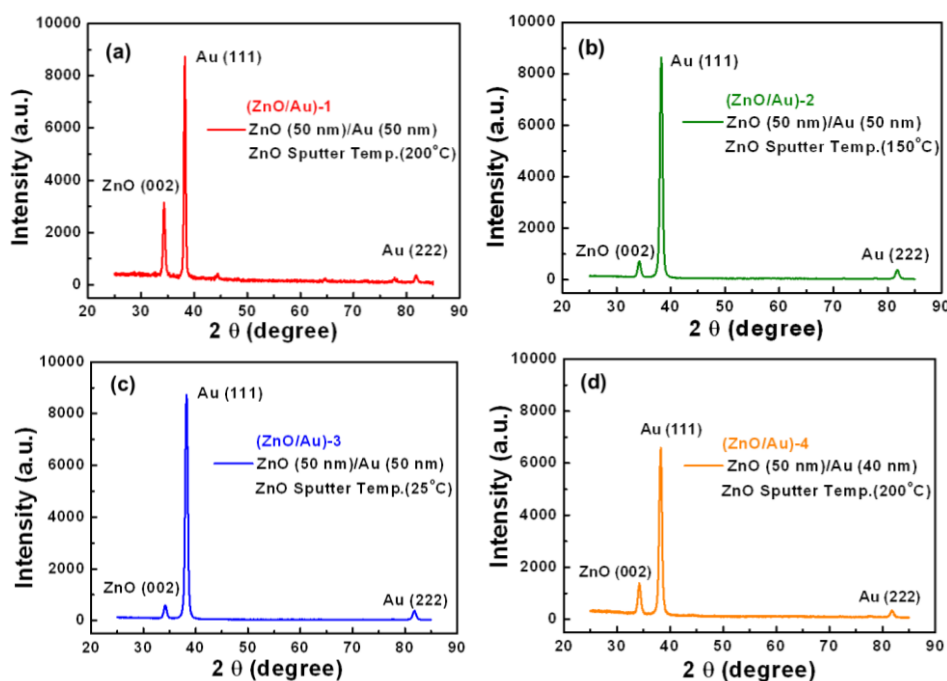 (a)
Au (111)
(ZnO/Au)-1
ZnO (50 nm)/Au (50 nm)
ZnO Sputter Temp.(200°C)
ZnO (002)
Au (222)
Intensity (a.u.)
10000
8000
6000
4000
2000
0
20 30 40 50 60 70 80 90
2 θ (degree)
(b)
Au (111)
(ZnO/Au)-2
ZnO (50 nm)/Au (50 nm)
ZnO Sputter Temp.(150°C)
ZnO (002)
Au (222)
Intensity (a.u.)
10000
8000
6000
4000
2000
0
20 30 40 50 60 70 80 90
2 θ (degree)
(c)
Au (111)
(ZnO/Au)-3
ZnO (50 nm)/Au (50 nm)
ZnO Sputter Temp.(25°C)
ZnO (002)
Au (222)
Intensity (a.u.)
10000
8000
6000
4000
2000
0
20 30 40 50 60 70 80 90
2 θ (degree)
(d)
(ZnO/Au)-4
Au (111)
ZnO (50 nm)/Au (40 nm)
ZnO Sputter Temp.(200°C)
ZnO (002)
Au (222)
Intensity (a.u.)
10000
8000
6000
4000
2000
0
20 30 40 50 60 70 80 90
2 θ (degree)